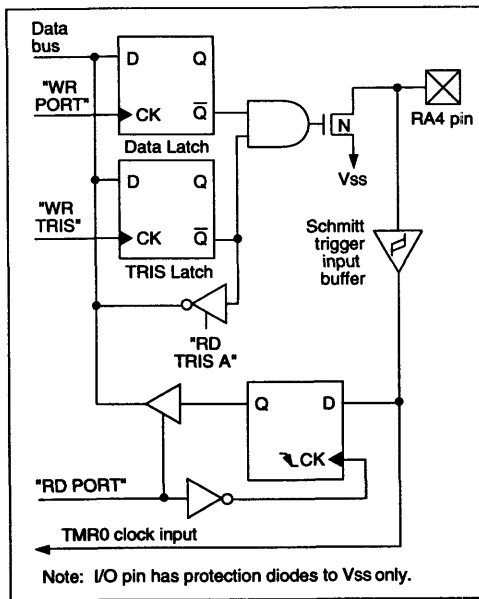 Data
bus
D Q
"WR
PORT"
CK Q
Data Latch
N
RA4 pin
Vss
D Q
"WR
TRIS"
CK Q
TRIS Latch
Schmitt
trigger
input
buffer
"RD
TRIS A"
Q D
CK
"RD PORT"
TMR0 clock input
Note: I/O pin has protection diodes to Vss only.